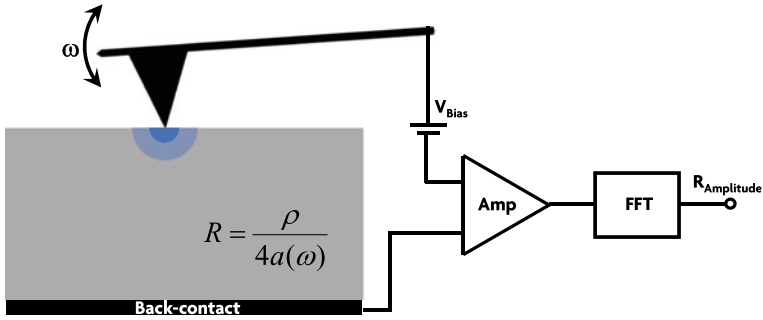 ω
V_Bias
Amp
FFT
R_Amplitude
R = ρ / 4a(ω)
Back-contact